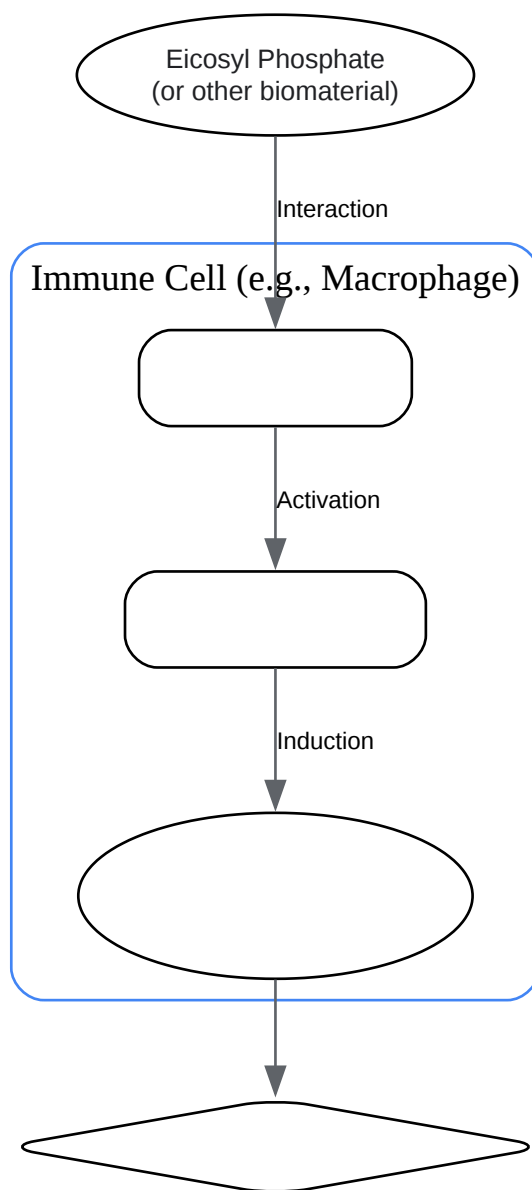 Eicosyl Phosphate
(or other biomaterial)
Interaction
Immune Cell (e.g., Macrophage)
Activation
Induction